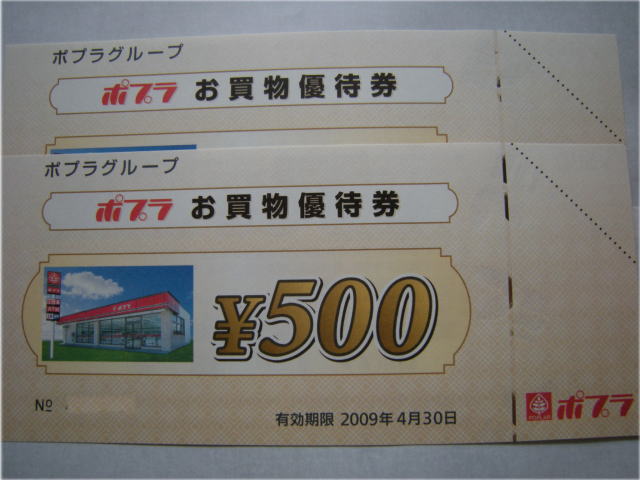 ポプラグループ
ポプラ お買物優待券
ポプラグループ
ポプラ お買物優待券
¥500
No
有効期限 2009年4月30日
ポプラ